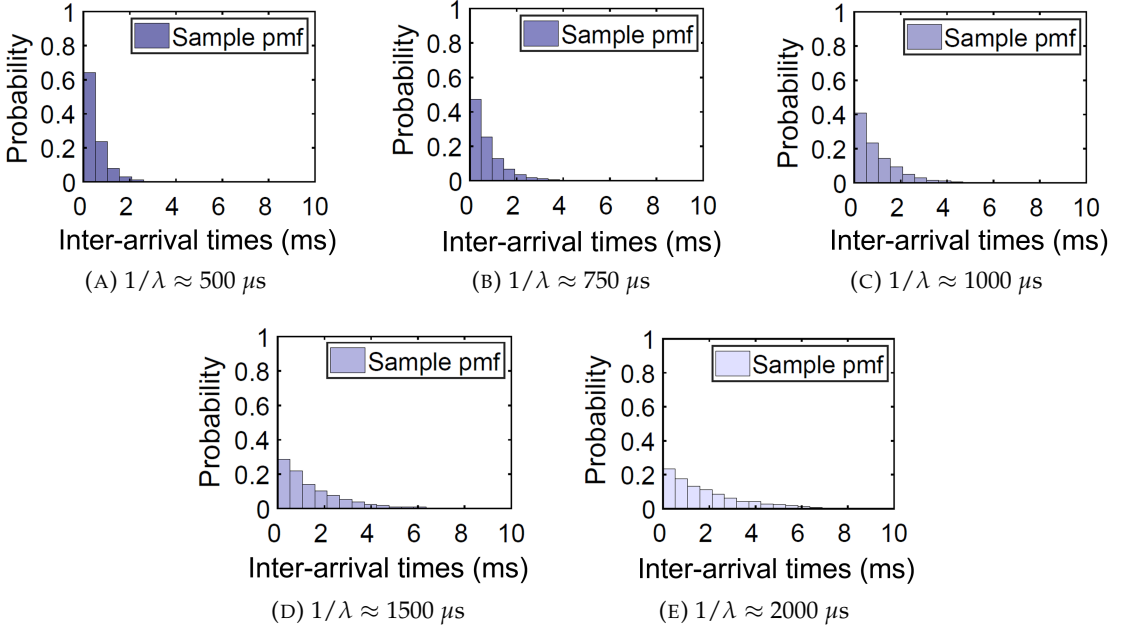 Sample pmf
Probability
1
0.8
0.6
0.4
0.2
0
0 2 4 6 8 10
Inter-arrival times (ms)
(A) 1/λ ≈ 500 µs
Sample pmf
Probability
1
0.8
0.6
0.4
0.2
0
0 2 4 6 8 10
Inter-arrival times (ms)
(B) 1/λ ≈ 750 µs
Sample pmf
Probability
1
0.8
0.6
0.4
0.2
0
0 2 4 6 8 10
Inter-arrival times (ms)
(C) 1/λ ≈ 1000 µs
Sample pmf
Probability
1
0.8
0.6
0.4
0.2
0
0 2 4 6 8 10
Inter-arrival times (ms)
(D) 1/λ ≈ 1500 µs
Sample pmf
Probability
1
0.8
0.6
0.4
0.2
0
0 2 4 6 8 10
Inter-arrival times (ms)
(E) 1/λ ≈ 2000 µs